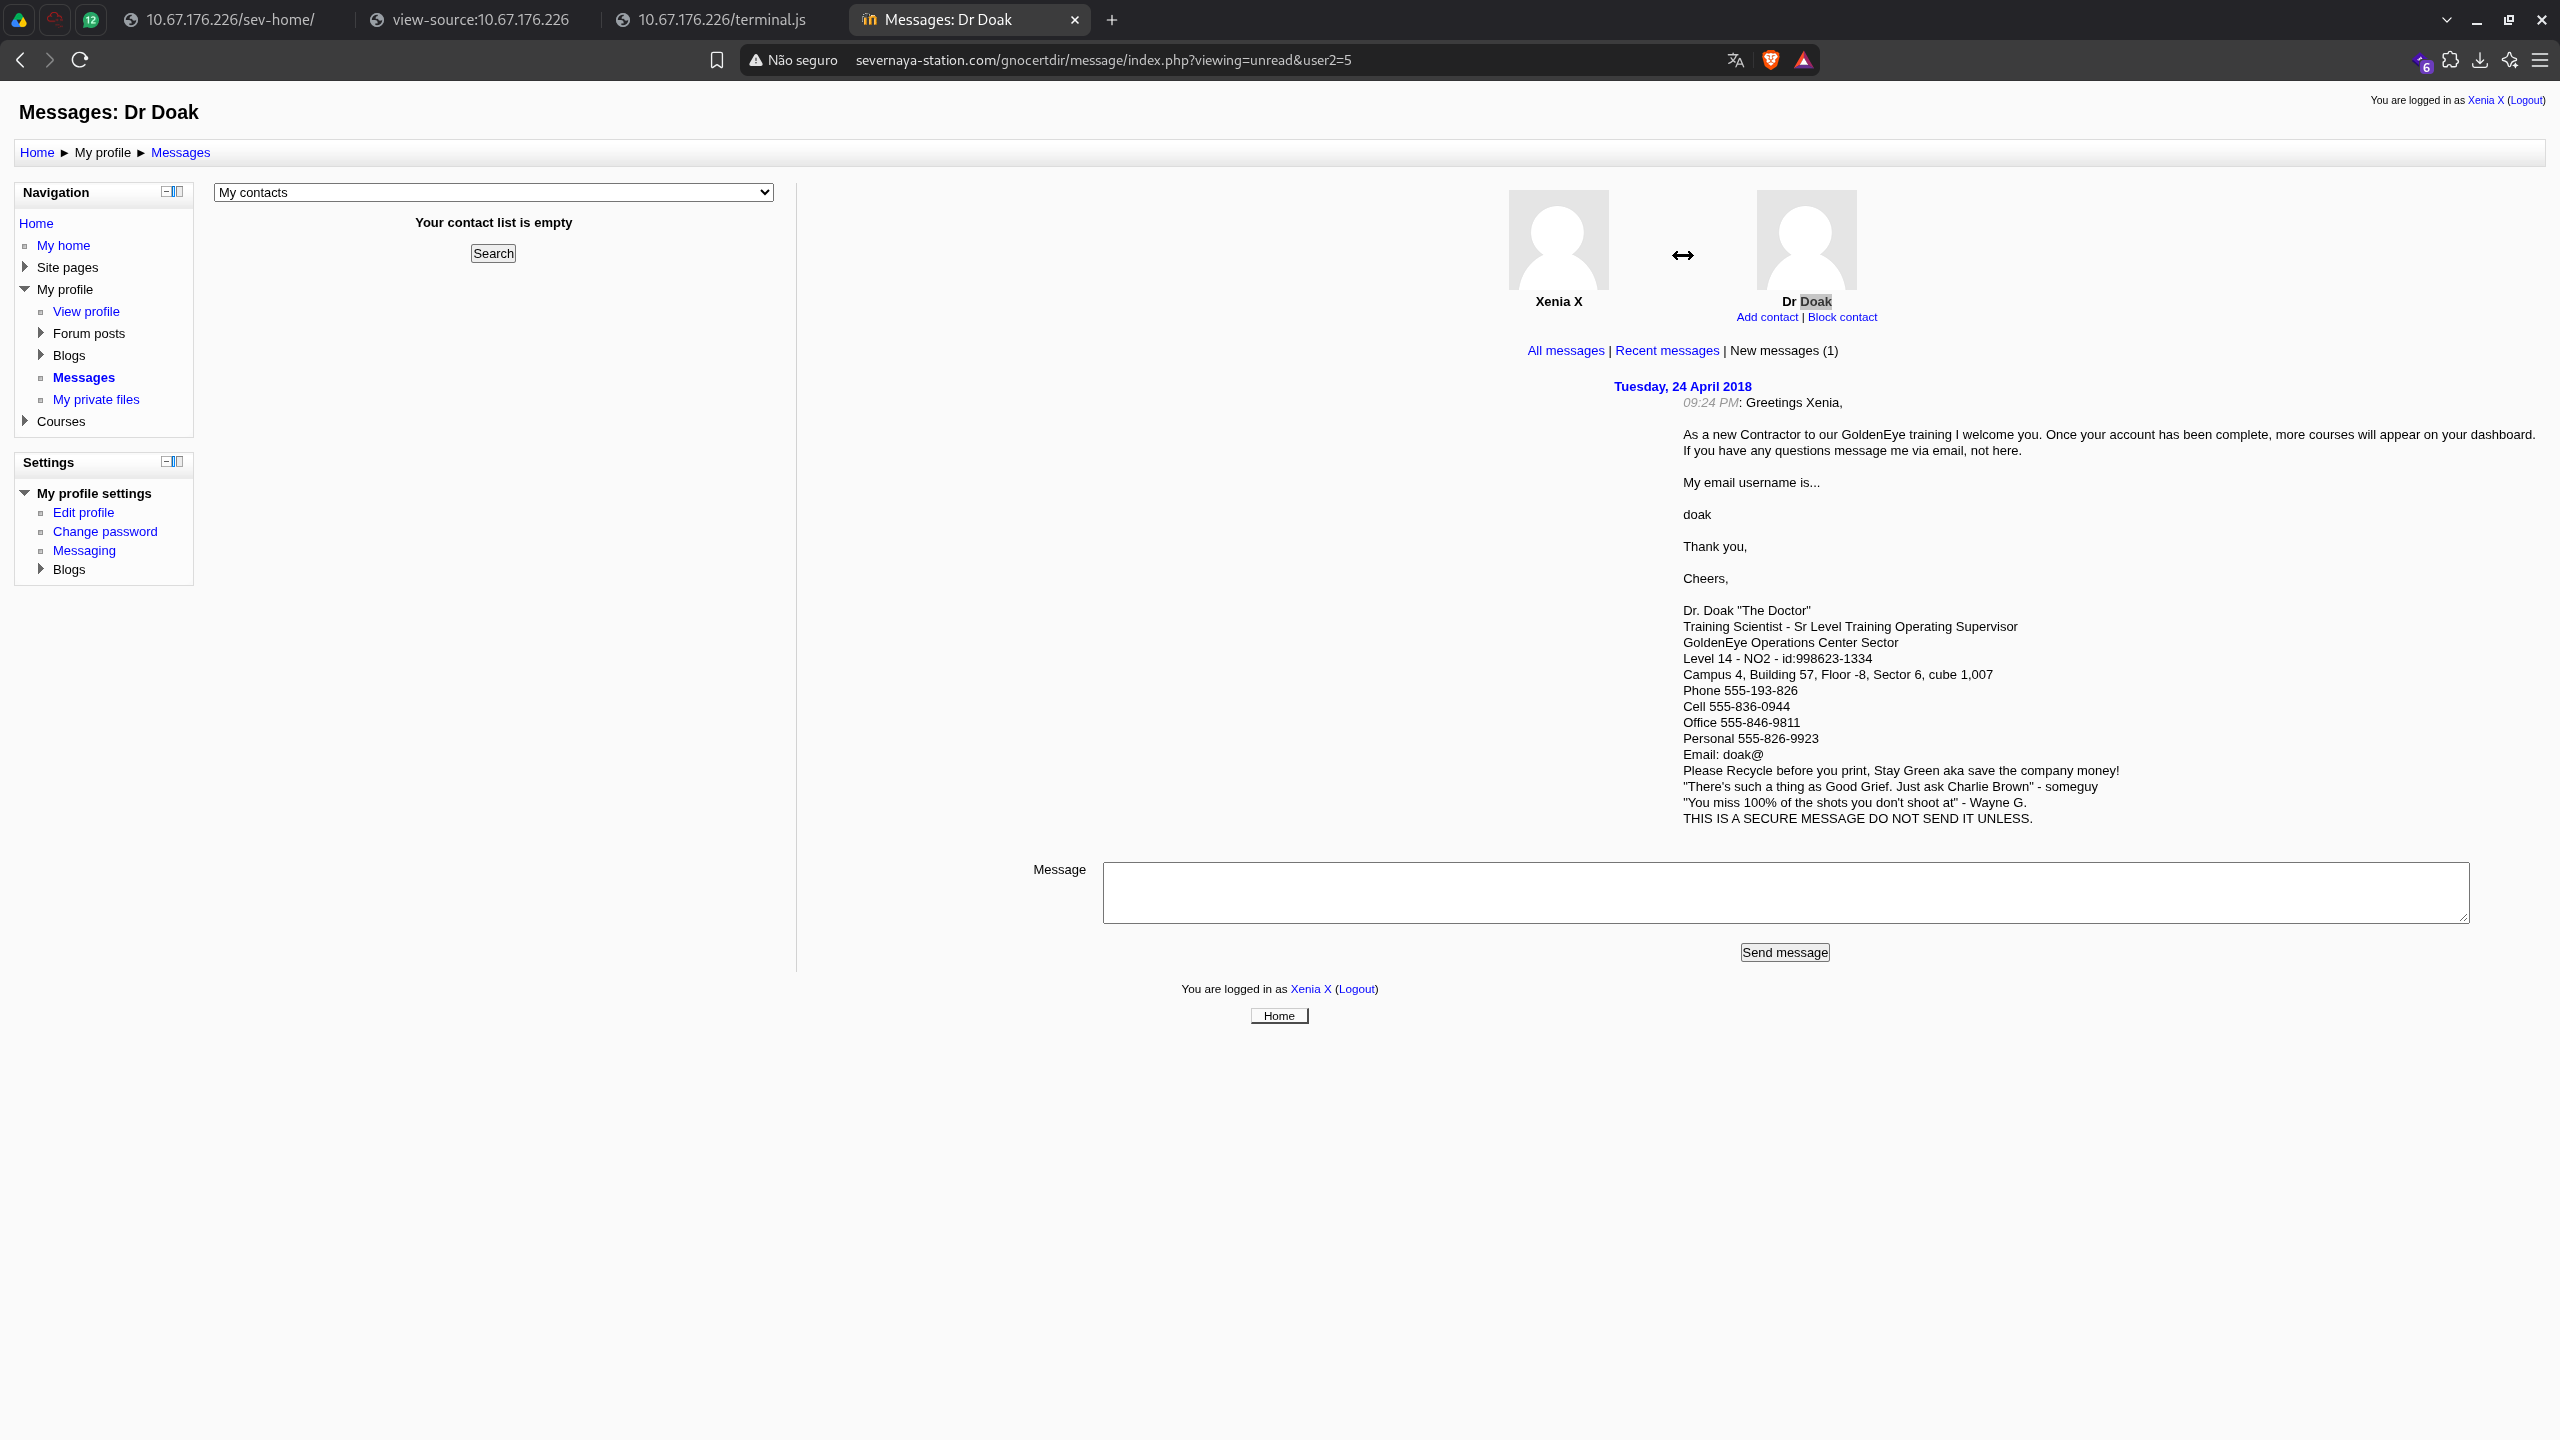 12
10.67.176.226/sev-home/
view-source:10.67.176.226
10.67.176.226/terminal.js
Messages: Dr Doak
Não seguro severnaya-station.com/gnocertdir/message/index.php?viewing=unread&user2=5
6
Messages: Dr Doak
You are logged in as Xenia X (Logout)
Home ► My profile ► Messages
Navigation
Home
My home
Site pages
My profile
View profile
Forum posts
Blogs
Messages
My private files
Courses
Settings
My profile settings
Edit profile
Change password
Messaging
Blogs
My contacts
Your contact list is empty
Search
Xenia X
Dr Doak
Add contact | Block contact
All messages | Recent messages | New messages (1)
Tuesday, 24 April 2018
09:24 PM: Greetings Xenia,
As a new Contractor to our GoldenEye training I welcome you. Once your account has been complete, more courses will appear on your dashboard.
If you have any questions message me via email, not here.
My email username is...
doak
Thank you,
Cheers,
Dr. Doak "The Doctor"
Training Scientist - Sr Level Training Operating Supervisor
GoldenEye Operations Center Sector
Level 14 - NO2 - id:998623-1334
Campus 4, Building 57, Floor -8, Sector 6, cube 1,007
Phone 555-193-826
Cell 555-836-0944
Office 555-846-9811
Personal 555-826-9923
Email: doak@
Please Recycle before you print, Stay Green aka save the company money!
"There's such a thing as Good Grief. Just ask Charlie Brown" - someguy
"You miss 100% of the shots you don't shoot at" - Wayne G.
THIS IS A SECURE MESSAGE DO NOT SEND IT UNLESS.
Message
Send message
You are logged in as Xenia X (Logout)
Home